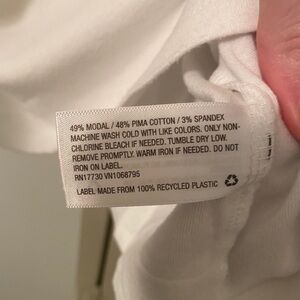 49% MODAL / 48% PIMA COTTON / 3% SPANDEX
MACHINE WASH COLD WITH LIKE COLORS. ONLY NON-
CHLORINE BLEACH IF NEEDED. TUMBLE DRY LOW.
REMOVE PROMPTLY. WARM IRON IF NEEDED. DO NOT
IRON ON LABEL.
RN17730 VN1068795
LABEL MADE FROM 100% RECYCLED PLASTIC